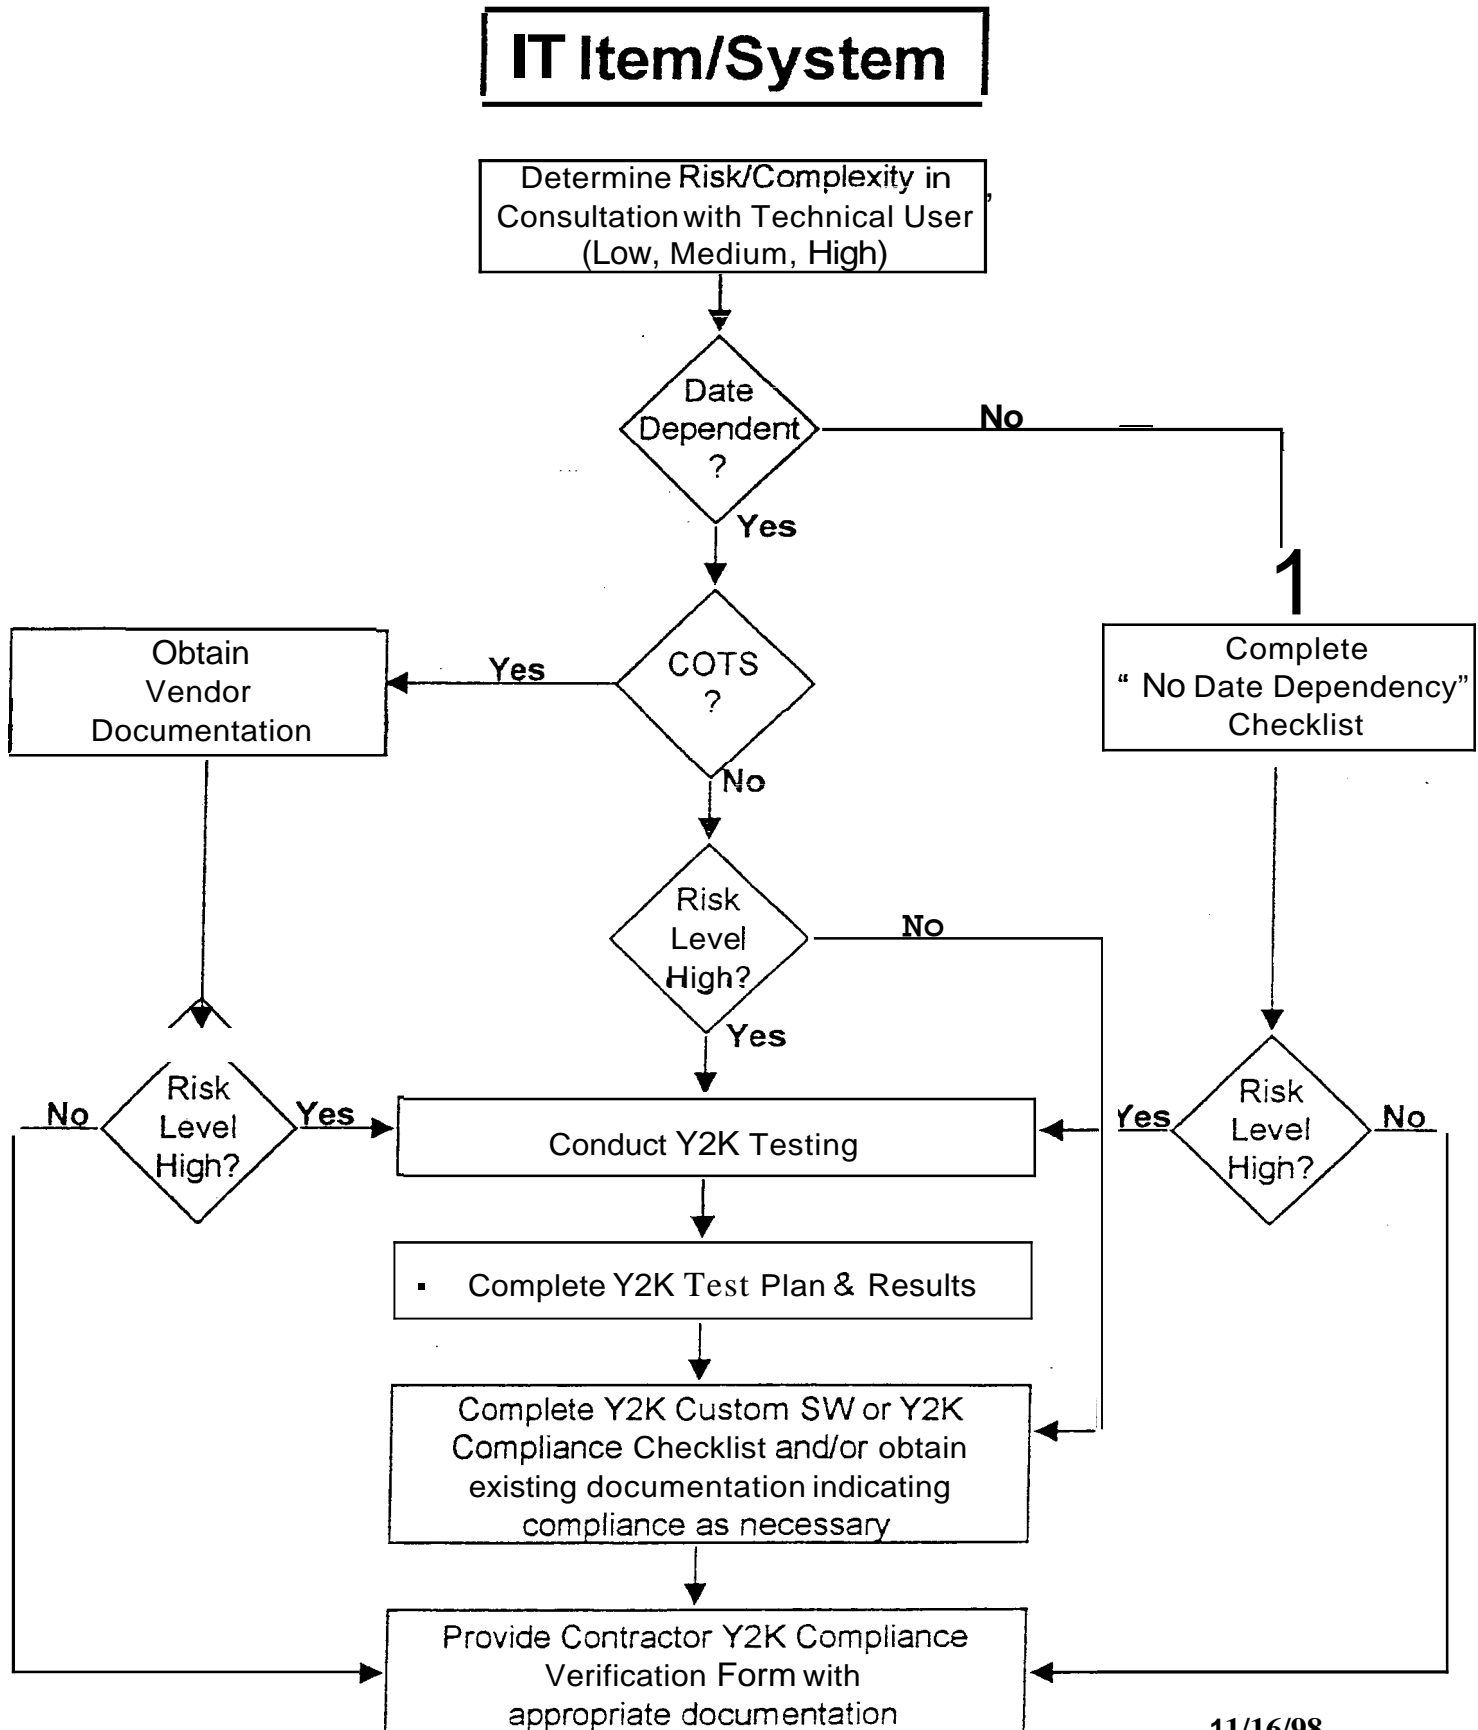 IT Item/System
Determine Risk/Complexity in
Consultation with Technical User
(Low, Medium, High)
Date
Dependent
?
No
Yes
1
Obtain
Vendor
Documentation
Yes
COTS
?
Complete
“ No Date Dependency”
Checklist
No
Risk
Level
High?
No
Yes
Risk
Level
High?
No
Yes
Conduct Y2K Testing
Yes
Risk
Level
High?
No
▪ Complete Y2K Test Plan & Results
Complete Y2K Custom SW or Y2K
Compliance Checklist and/or obtain
existing documentation indicating
compliance as necessary
Provide Contractor Y2K Compliance
Verification Form with
appropriate documentation
11/16/98